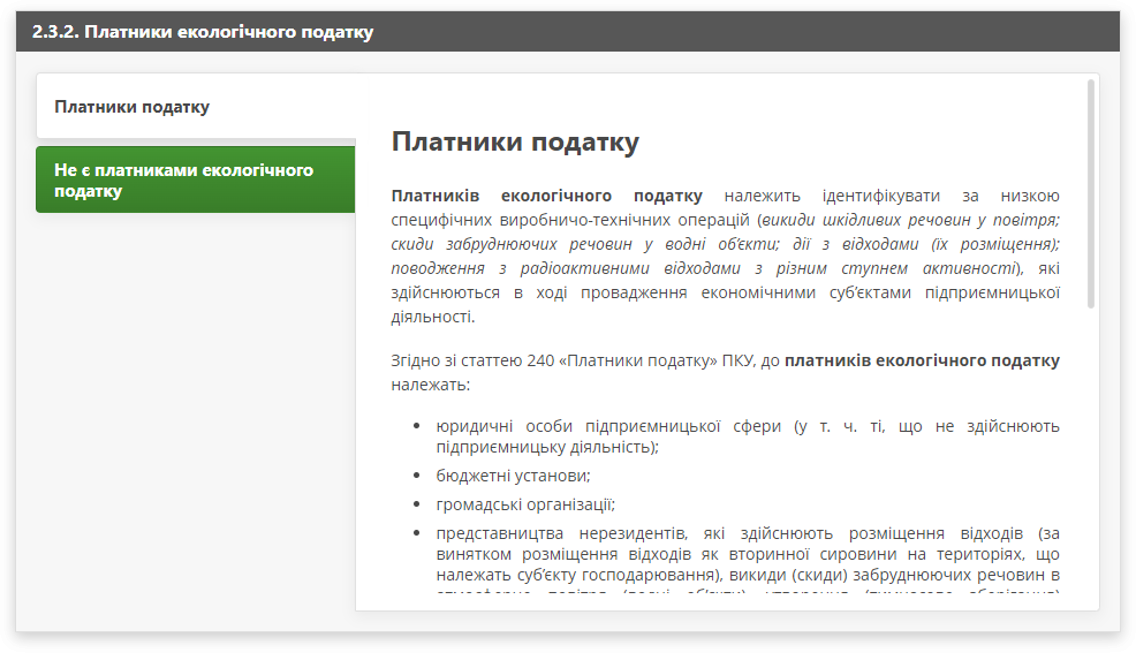 2.3.2. Платники екологічного податку
Платники податку
Не є платниками екологічного
податку
Платники податку
Платників екологічного податку належить ідентифікувати за низкою
специфічних виробничо-технічних операцій (викиди шкідливих речовин у повітря;
скиди забруднюючих речовин у водні об’єкти; дії з відходами (їх розміщення);
поводження з радіоактивними відходами з різним ступнем активності), які
здійснюються в ході провадження економічними суб’єктами підприємницької
діяльності.
Згідно зі статтею 240 «Платники податку» ПКУ, до платників екологічного податку
належать:
• юридичні особи підприємницької сфери (у т. ч. ті, що не здійснюють
підприємницьку діяльність);
• бюджетні установи;
• громадські організації;
• представництва нерезидентів, які здійснюють розміщення відходів (за
винятком розміщення відходів як вторинної сировини на територіях, що
належать суб’єкту господарювання), викиди (скиди) забруднюючих речовин в